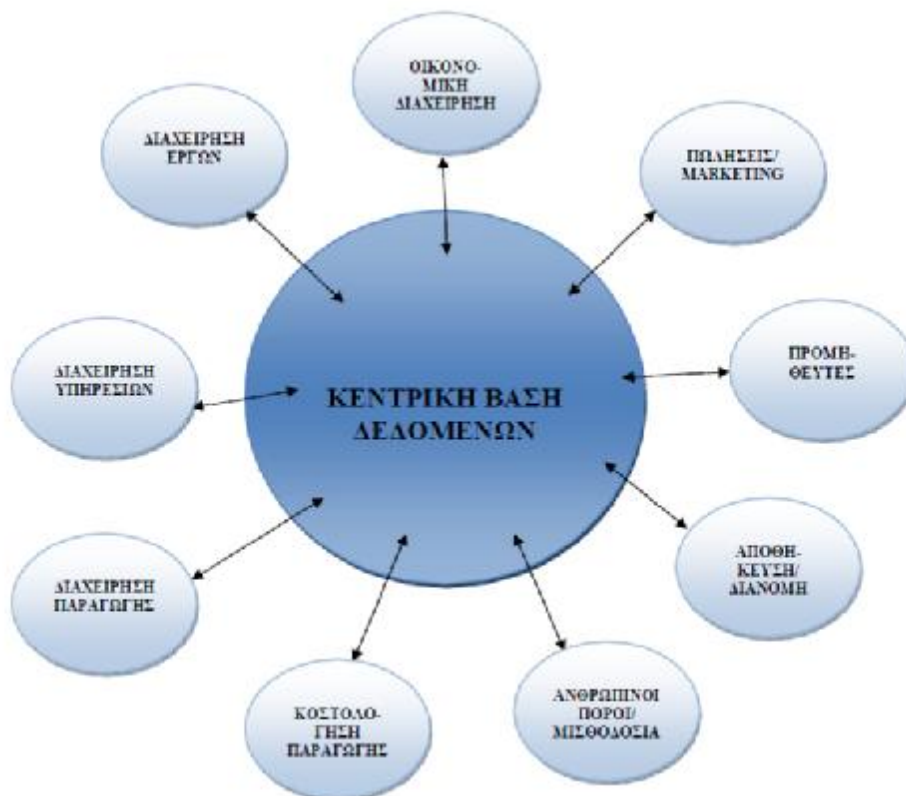 ΟΙΚΟΝΟ-
ΜΙΚΗ
ΔΙΑΧΕΙΡΗΣΗ
ΔΙΑΧΕΙΡΗΣΗ
ΕΡΓΩΝ
ΠΩΛΗΣΕΙΣ/
MARKETING
ΔΙΑΧΕΙΡΗΣΗ
ΥΠΗΡΕΣΙΩΝ
ΚΕΝΤΡΙΚΗ ΒΑΣΗ
ΔΕΔΟΜΕΝΩΝ
ΠΡΟΜΗ-
ΘΕΥΤΕΣ
ΔΙΑΧΕΙΡΗΣΗ
ΠΑΡΑΓΩΓΗΣ
ΑΠΟΘΗ-
ΚΕΥΣΗ/
ΔΙΑΝΟΜΗ
ΚΟΣΤΟΛΟ-
ΓΗΣΗ
ΠΑΡΑΓΩΓΗΣ
ΑΝΘΡΩΠΙΝΟΙ
ΠΟΡΟΙ/
ΜΙΣΘΟΔΟΣΙΑ